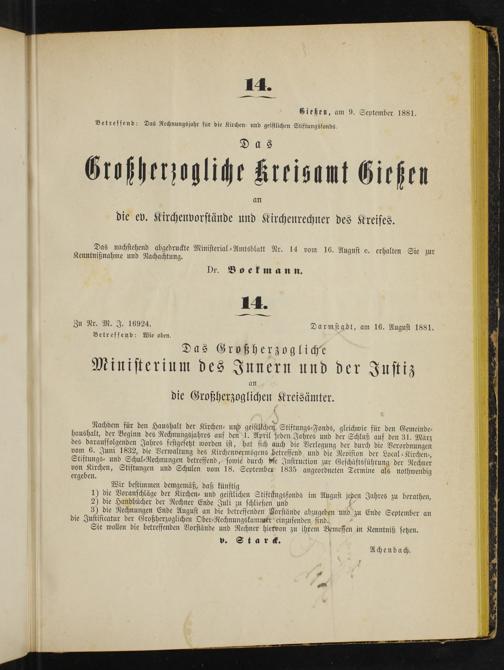 14.
Gießen, am 9. September 1881.
Betreffend: Das Rechnungsjahr für die Kirchen- und geistlichen Stiftungsfonds.
Das
Großherzogliche Kreisamt Gießen
an
die ev. Kirchenvorstände und Kirchenrechner des Kreises.
Das nachstehend abgedruckte Ministerial-Amtsblatt Nr. 14 vom 16. August c. erhalten Sie zur
Kenntnißnahme und Nachachtung.
Dr. Boekmann.
14.
Zu Nr. M. J. 16924.
Darmstadt, am 16. August 1881.
Betreffend: Wie oben.
Das Großherzogliche
Ministerium des Innern und der Justiz
an
die Großherzoglichen Kreisämter.
Nachdem für den Haushalt der Kirchen- und geistlichen Stiftungs-Fonds, gleichwie für den Gemeinde-
haushalt, der Beginn des Rechnungsjahrs auf den 1. April jeden Jahres und der Schluß auf den 31. März
des darauffolgenden Jahres festgesetzt worden ist, hat sich auch die Verlegung der durch die Verordnungen
vom 6. Juni 1832, die Verwaltung des Kirchenvermögens betreffend und die Revision der Local-Kirchen-,
Stiftungs- und Schul-Rechnungen betreffend, sowie durch die Instruction zur Geschäftsführung der Rechner
von Kirchen, Stiftungen und Schulen vom 18. September 1835 angeordneten Termine als nothwendig
ergeben.
Wir bestimmen demgemäß, daß künftig
1) die Voranschläge der Kirchen- und geistlichen Stiftungsfonds im August jeden Jahres zu berathen,
2) die Handbücher der Rechner Ende Juli zu schließen und
3) die Rechnungen Ende August an die betreffenden Vorstände abzugeben und zu Ende September an
die Justificatur der Großherzoglichen Ober-Rechnungskammer einzusenden sind.
Sie wollen die betreffenden Vorstände und Rechner hiervon zu ihrem Bemessen in Kenntniß setzen.
v. Starck.
Achenbach.